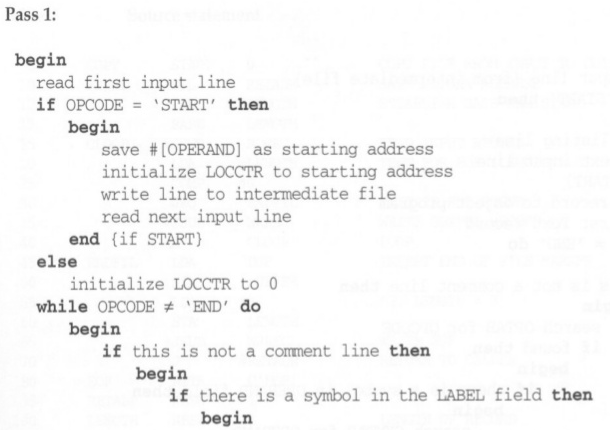 Pass 1:
begin
read first input line
if OPCODE = 'START' then
begin
save #[OPERAND] as starting address
initialize LOCCTR to starting address
write line to intermediate file
read next input line
end {if START}
else
initialize LOCCTR to 0
while OPCODE ≠ 'END' do
begin
if this is not a comment line then
begin
if there is a symbol in the LABEL field then
begin